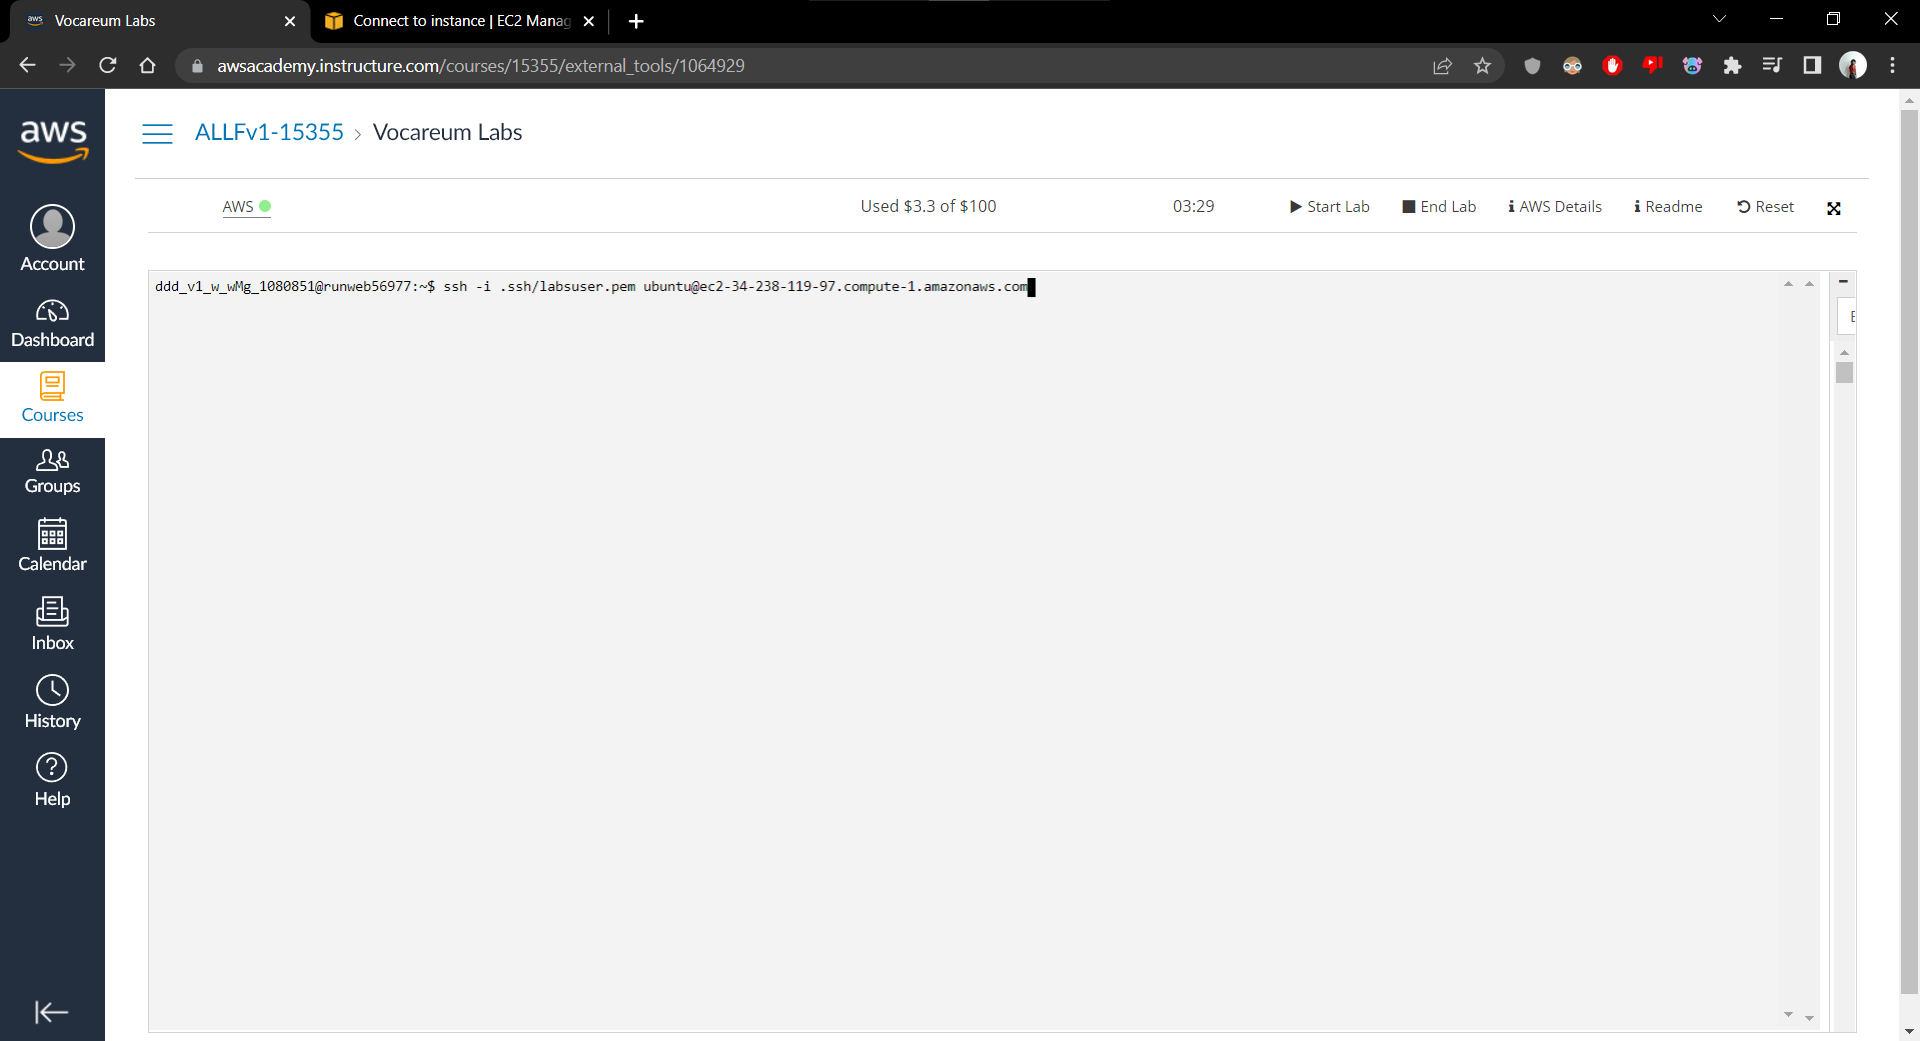 aws Vocareum Labs
Connect to instance | EC2 Manag
awsacademy.instructure.com/courses/15355/external_tools/1064929
aws
ALLFv1-15355 › Vocareum Labs
AWS Used $3.3 of $100 03:29 Start Lab End Lab AWS Details Readme Reset
Account
Dashboard
Courses
Groups
Calendar
Inbox
History
Help
ddd_v1_w_wMg_1080851@runweb56977:~$ ssh -i .ssh/labsuser.pem ubuntu@ec2-34-238-119-97.compute-1.amazonaws.com